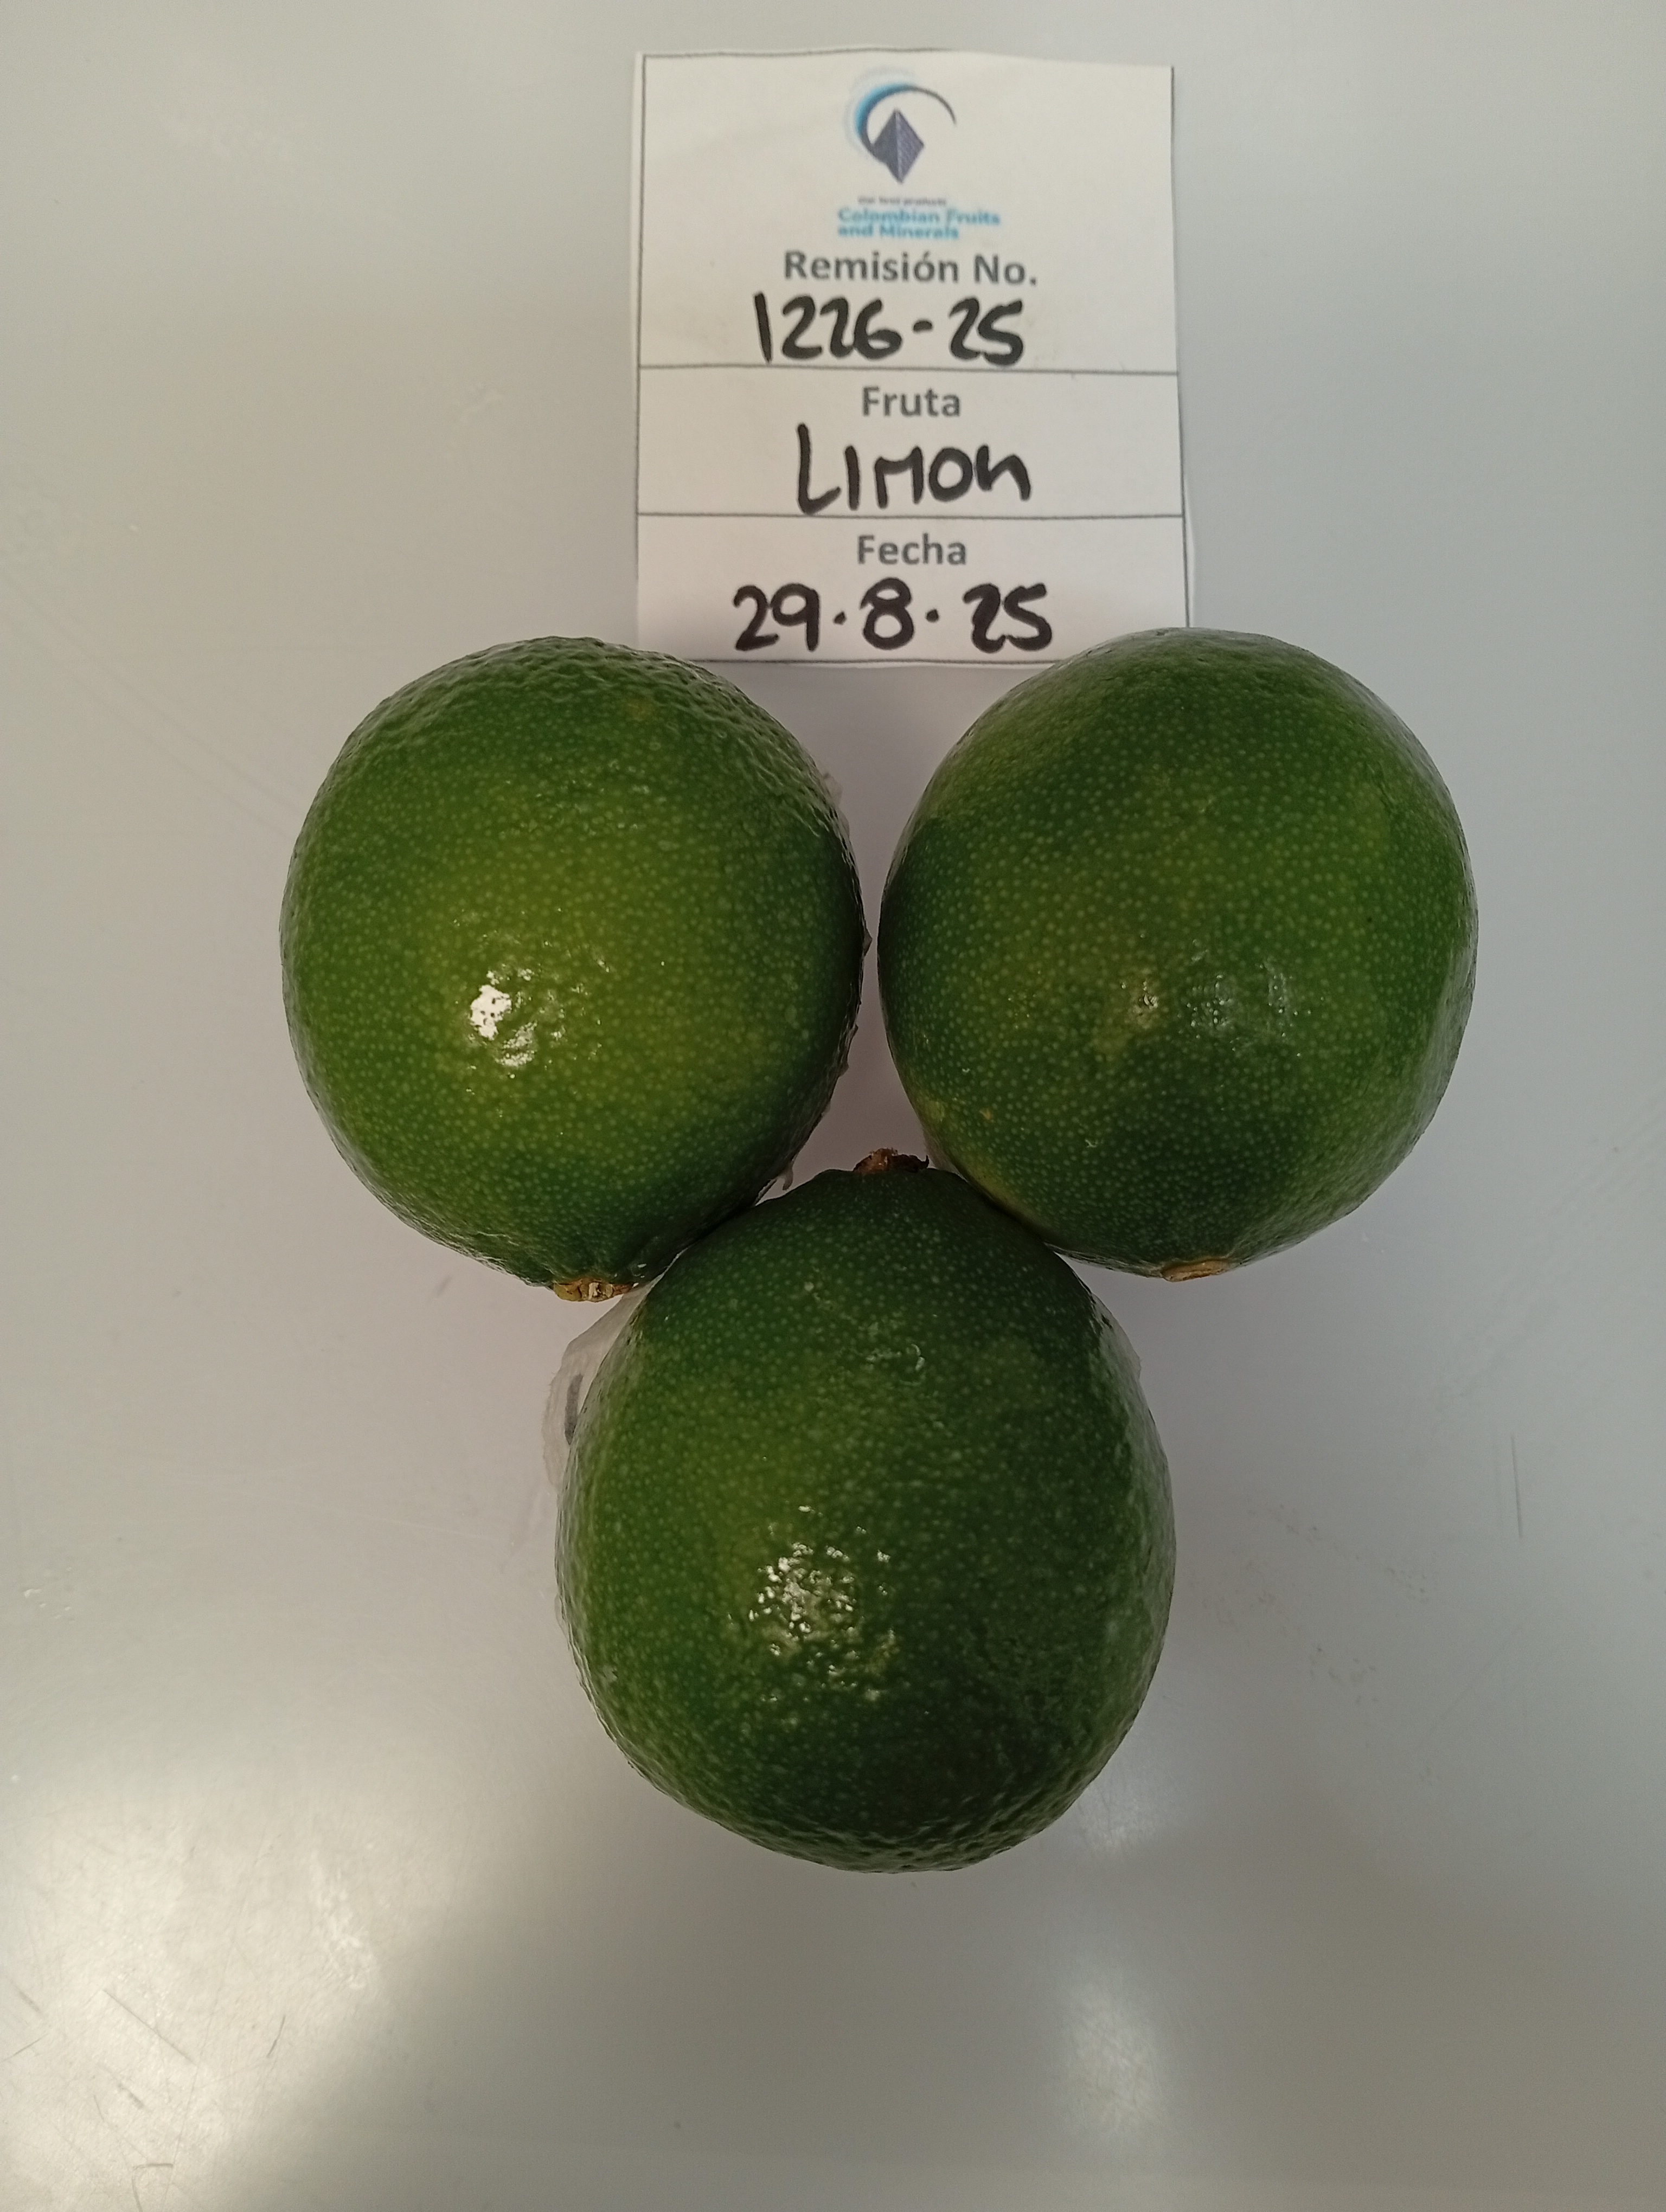 Colombian Fruits
and Minerals
Remisión No.
1226-25
Fruta
LIMON
Fecha
29.8.25